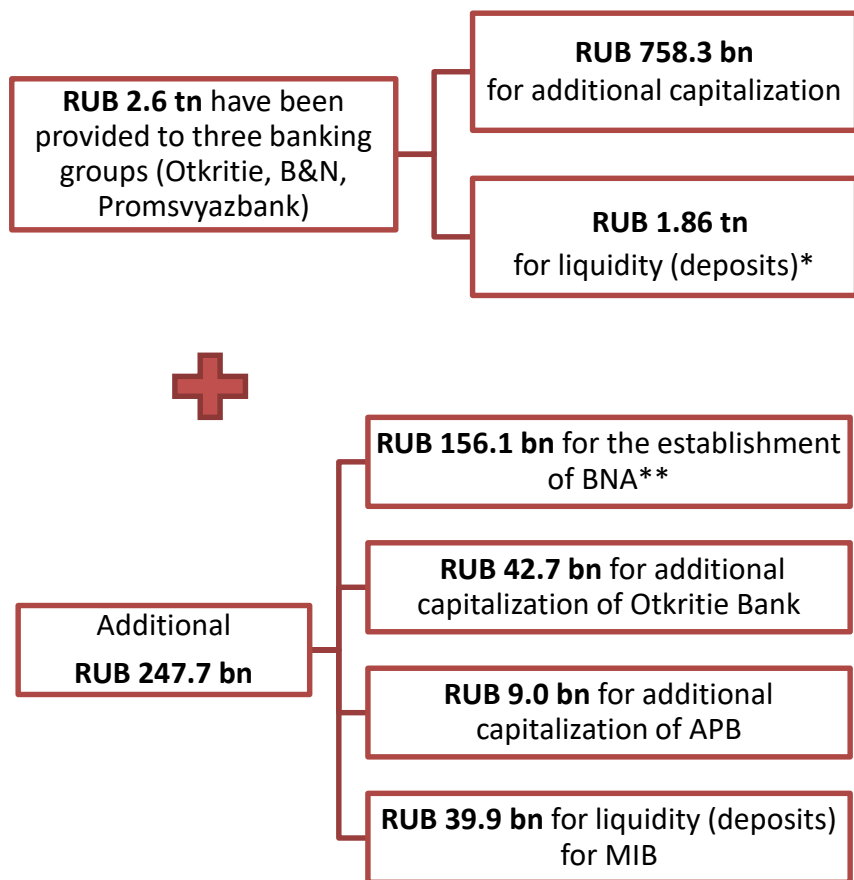 RUB 2.6 tn have been
provided to three banking
groups (Otkritie, B&N,
Promsvyazbank)
RUB 758.3 bn
for additional capitalization
RUB 1.86 tn
for liquidity (deposits)*
Additional
RUB 247.7 bn
RUB 156.1 bn for the establishment
of BNA**
RUB 42.7 bn for additional
capitalization of Otkritie Bank
RUB 9.0 bn for additional
capitalization of APB
RUB 39.9 bn for liquidity (deposits)
for MIB